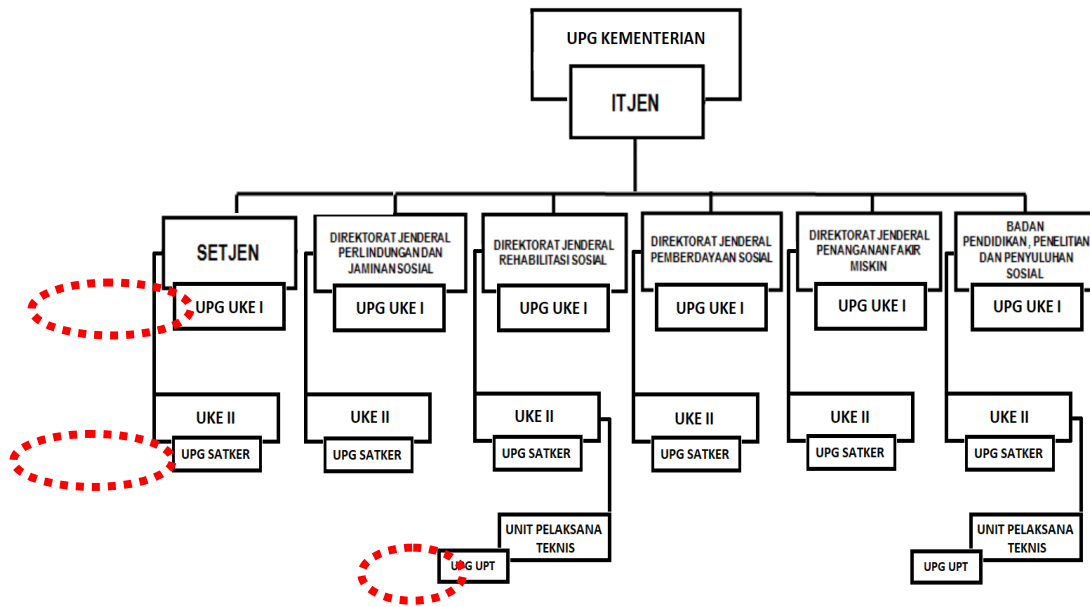 UPG KEMENTERIAN
ITJEN
SETJEN
UPG UKE I
DIREKTORAT JENDERAL
PERLINDUNGAN DAN
JAMINAN SOSIAL
UPG UKE I
DIREKTORAT JENDERAL
REHABILITASI SOSIAL
UPG UKE I
DIREKTORAT JENDERAL
PEMBERDAYAAN SOSIAL
UPG UKE I
DIREKTORAT JENDERAL
PENANGANAN FAKIR
MISKIN
UPG UKE I
BADAN
PENDIDIKAN, PENELITIAN
DAN PENYULUHAN
SOSIAL
UPG UKE I
UKE II
UPG SATKER
UKE II
UPG SATKER
UKE II
UPG SATKER
UKE II
UPG SATKER
UKE II
UPG SATKER
UKE II
UPG SATKER
UNIT PELAKSANA
TEKNIS
UPG UPT
UNIT PELAKSANA
TEKNIS
UPG UPT